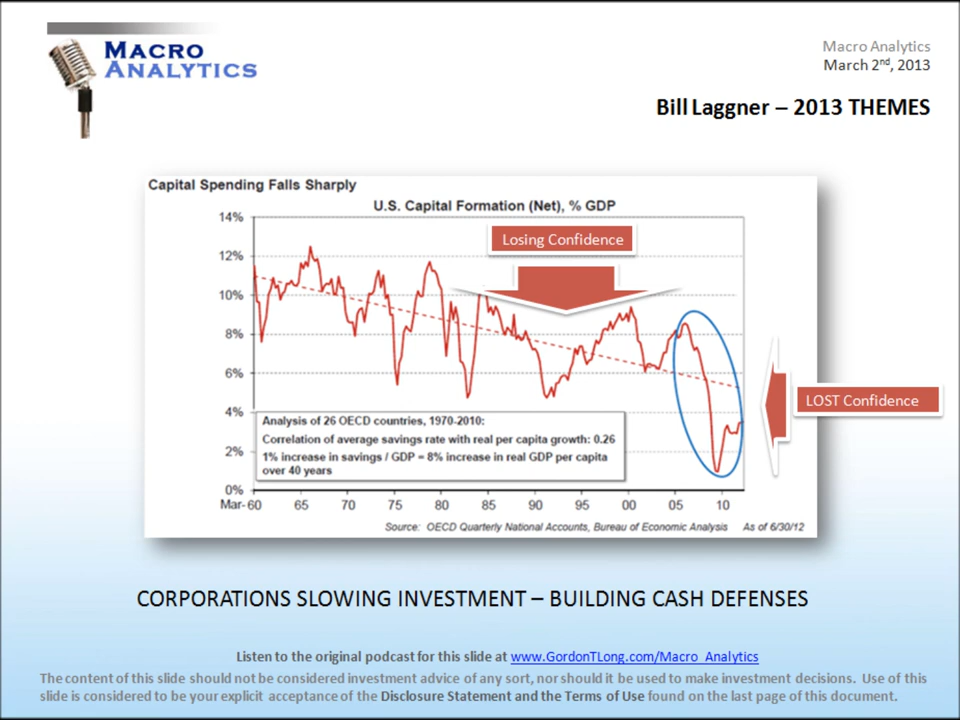 MACRO
ANALYTICS
Macro Analytics
March 2nd, 2013
Bill Laggner – 2013 THEMES
Capital Spending Falls Sharply
U.S. Capital Formation (Net), % GDP
14%
Losing Confidence
12%
10%
8%
6%
LOST Confidence
4%
Analysis of 26 OECD countries, 1970-2010:
Correlation of average savings rate with real per capita growth: 0.26
2%
1% increase in savings / GDP = 8% increase in real GDP per capita
over 40 years
0%
Mar-60 65 70 75 80 85 90 95 00 05 10
Source: OECD Quarterly National Accounts, Bureau of Economic Analysis As of 6/30/12
CORPORATIONS SLOWING INVESTMENT – BUILDING CASH DEFENSES
Listen to the original podcast for this slide at www.GordonTLong.com/Macro_Analytics
The content of this slide should not be considered investment advice of any sort, nor should it be used to make investment decisions. Use of this
slide is considered to be your explicit acceptance of the Disclosure Statement and the Terms of Use found on the last page of this document.